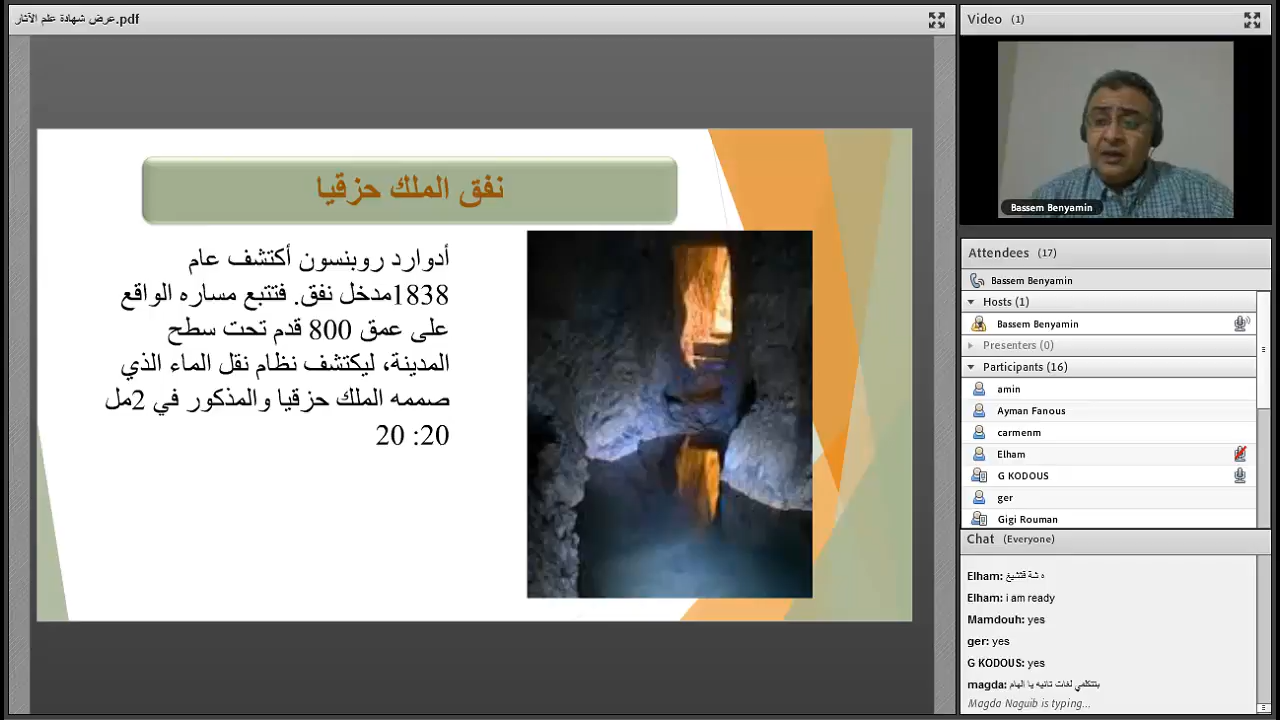 عرض شهادة علم الآثار.pdf
نفق الملك حزقيا
أدوارد روبنسون أكتشف عام
1838مدخل نفق. فتتبع مساره الواقع
على عمق 800 قدم تحت سطح
المدينة، ليكتشف نظام نقل الماء الذي
صممه الملك حزقيا والمذكور في 2مل
20: 20
Video (1)
Bassem Benyamin
Attendees (17)
Bassem Benyamin
Hosts (1)
Bassem Benyamin
Presenters (0)
Participants (16)
amin
Ayman Fanous
carmenm
Elham
G KODOUS
ger
Gigi Rouman
Chat (Everyone)
Elham: ه شة قثشيغ
Elham: i am ready
Mamdouh: yes
ger: yes
G KODOUS: yes
magda: بتتكلمي لغات تانيه يا الهام
Magda Naguib is typing...